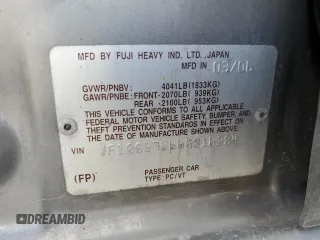 MFD BY FUJI HEAVY IND. LTD. JAPAN
MFD IN 03/06
GVWR/PNBV: 4041LB(1833KG)
GAWR/PNBE: FRONT-2070LB( 939KG)
REAR -2100LB( 953KG)
THIS VEHICLE CONFORMS TO ALL APPLICABLE
FEDERAL MOTOR VEHICLE SAFETY, BUMPER,
AND THEFT PREVENTION STANDARDS IN EFFECT ON
THE DATE OF MANUFACTURE SHOWN ABOVE
VIN
(FP)
PASSENGER CAR
TYPE: PC/VT
AUTOBIDCAR